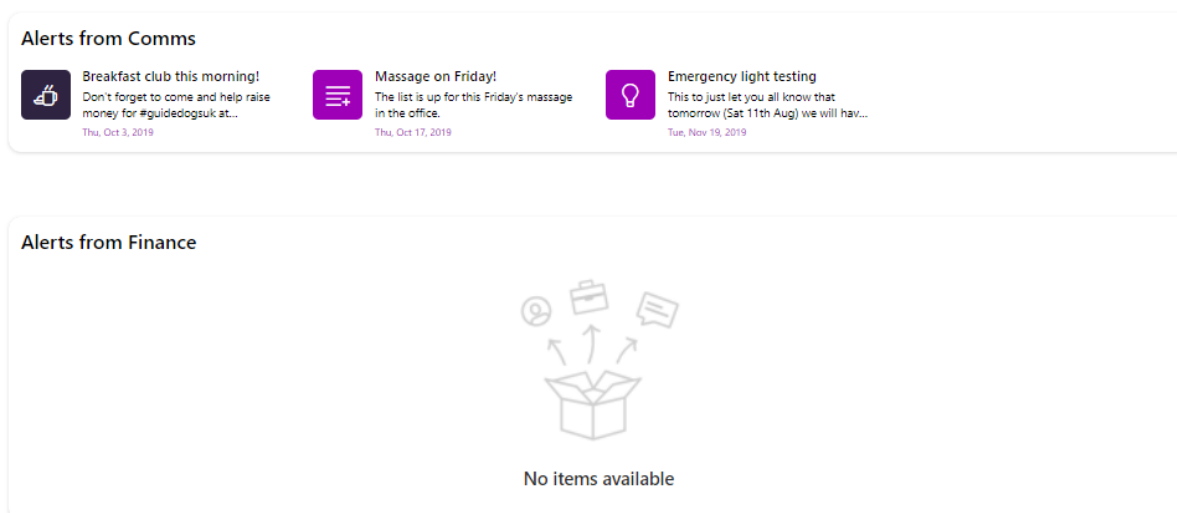 Alerts from Comms
Breakfast club this morning!
Don't forget to come and help raise
money for #guidedogsuk at...
Thu, Oct 3, 2019
Massage on Friday!
The list is up for this Friday's massage
in the office.
Thu, Oct 17, 2019
Emergency light testing
This to just let you all know that
tomorrow (Sat 11th Aug) we will hav...
Tue, Nov 19, 2019
Alerts from Finance
No items available